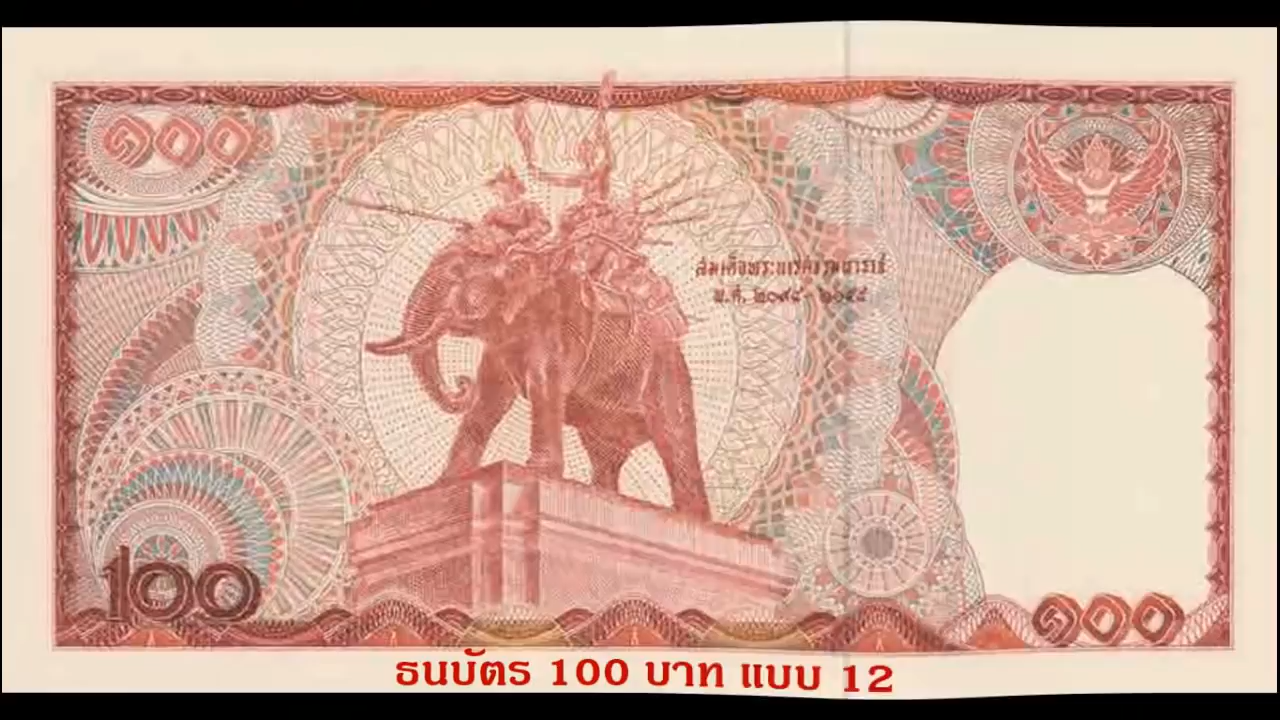 ๑๐๐
สมเด็จพระนเรศวรมหาราช
พ.ศ. ๒๐๙๘ - ๒๑๔๘
100
๑๐๐
ธนบัตร 100 บาท แบบ 12